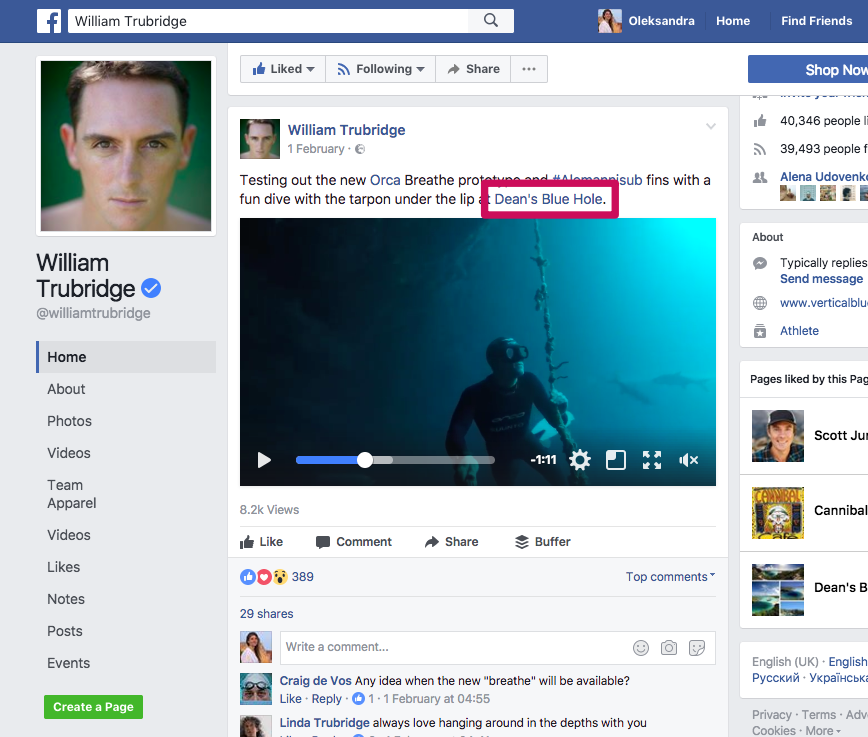 William Trubridge
Oleksandra
Home
Find Friends
William
Trubridge
@williamtrubridge
Home
About
Photos
Videos
Team
Apparel
Videos
Likes
Notes
Posts
Events
Create a Page
Liked
Following
Share
William Trubridge
1 February
Testing out the new Orca Breathe prototype and #Alemannisub fins with a
fun dive with the tarpon under the lip at Dean's Blue Hole.
-1:11
8.2k Views
Like Comment Share Buffer
389
Top comments
29 shares
Write a comment...
Craig de Vos Any idea when the new "breathe" will be available?
Like · Reply · 1 · 1 February at 04:55
Linda Trubridge always love hanging around in the depths with you
Shop Now
40,346 people
39,493 people
Alena Udovenko
About
Typically replies
Send message
www.verticalblu
Athlete
Pages liked by this Pag
Scott Jur
Cannibal
Dean's B
English (UK) · English
Русский · Українська
Privacy · Terms · Adv
Cookies · More